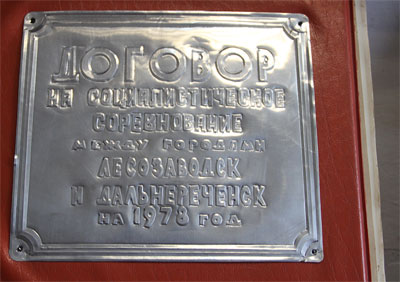 ДОГОВОР
НА СОЦИАЛИСТИЧЕСКОЕ
СОРЕВНОВАНИЕ
МЕЖДУ ГОРОДАМИ
ЛЕСОЗАВОДСК
И ДАЛЬНЕРЕЧЕНСК
НА 1978 ГОД